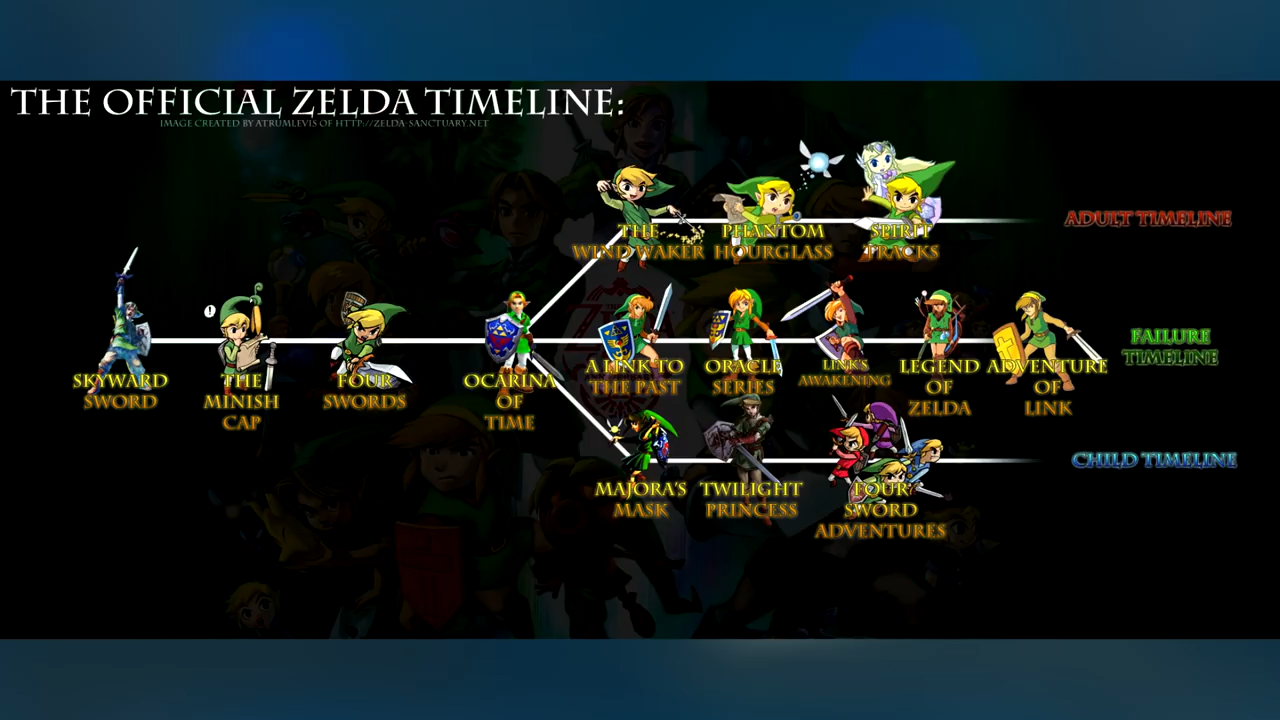 THE OFFICIAL ZELDA TIMELINE:
IMAGE CREATED BY ATRUMLEVIS OF HTTP://ZELDA-SANCTUARY.NET
THE
WIND WAKER
PHANTOM
HOURGLASS
SPIRIT
TRACKS
ADULT TIMELINE
SKYWARD
SWORD
!
THE
MINISH
CAP
FOUR
SWORDS
OCARINA
OF
TIME
A LINK TO
THE PAST
ORACLE
SERIES
LINK'S
AWAKENING
LEGEND
OF
ZELDA
ADVENTURE
OF
LINK
FAILURE
TIMELINE
MAJORA'S
MASK
TWILIGHT
PRINCESS
FOUR
SWORD
ADVENTURES
CHILD TIMELINE